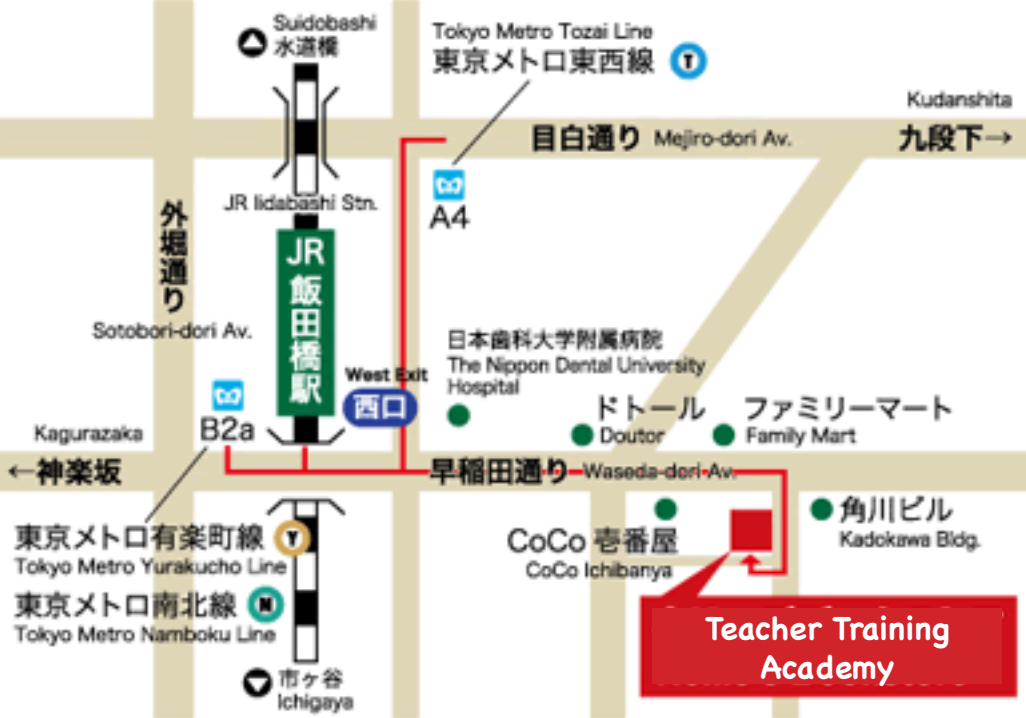 Suidobashi
水道橋
Tokyo Metro Tozai Line
東京メトロ東西線 T
Kudanshita
目白通り Mejiro-dori Av.
九段下→
A4
JR Iidabashi Stn.
JR
飯田橋駅
外堀通り
Sotobori-dori Av.
日本歯科大学附属病院
The Nippon Dental University
Hospital
West Exit
西口
B2a
ドトール
Doutor
ファミリーマート
Family Mart
Kagurazaka
←神楽坂
早稲田通り Waseda-dori Av.
CoCo 壱番屋
CoCo Ichibanya
角川ビル
Kadokawa Bldg.
東京メトロ有楽町線 Y
Tokyo Metro Yurakucho Line
東京メトロ南北線 N
Tokyo Metro Namboku Line
Teacher Training
Academy
市ヶ谷
Ichigaya